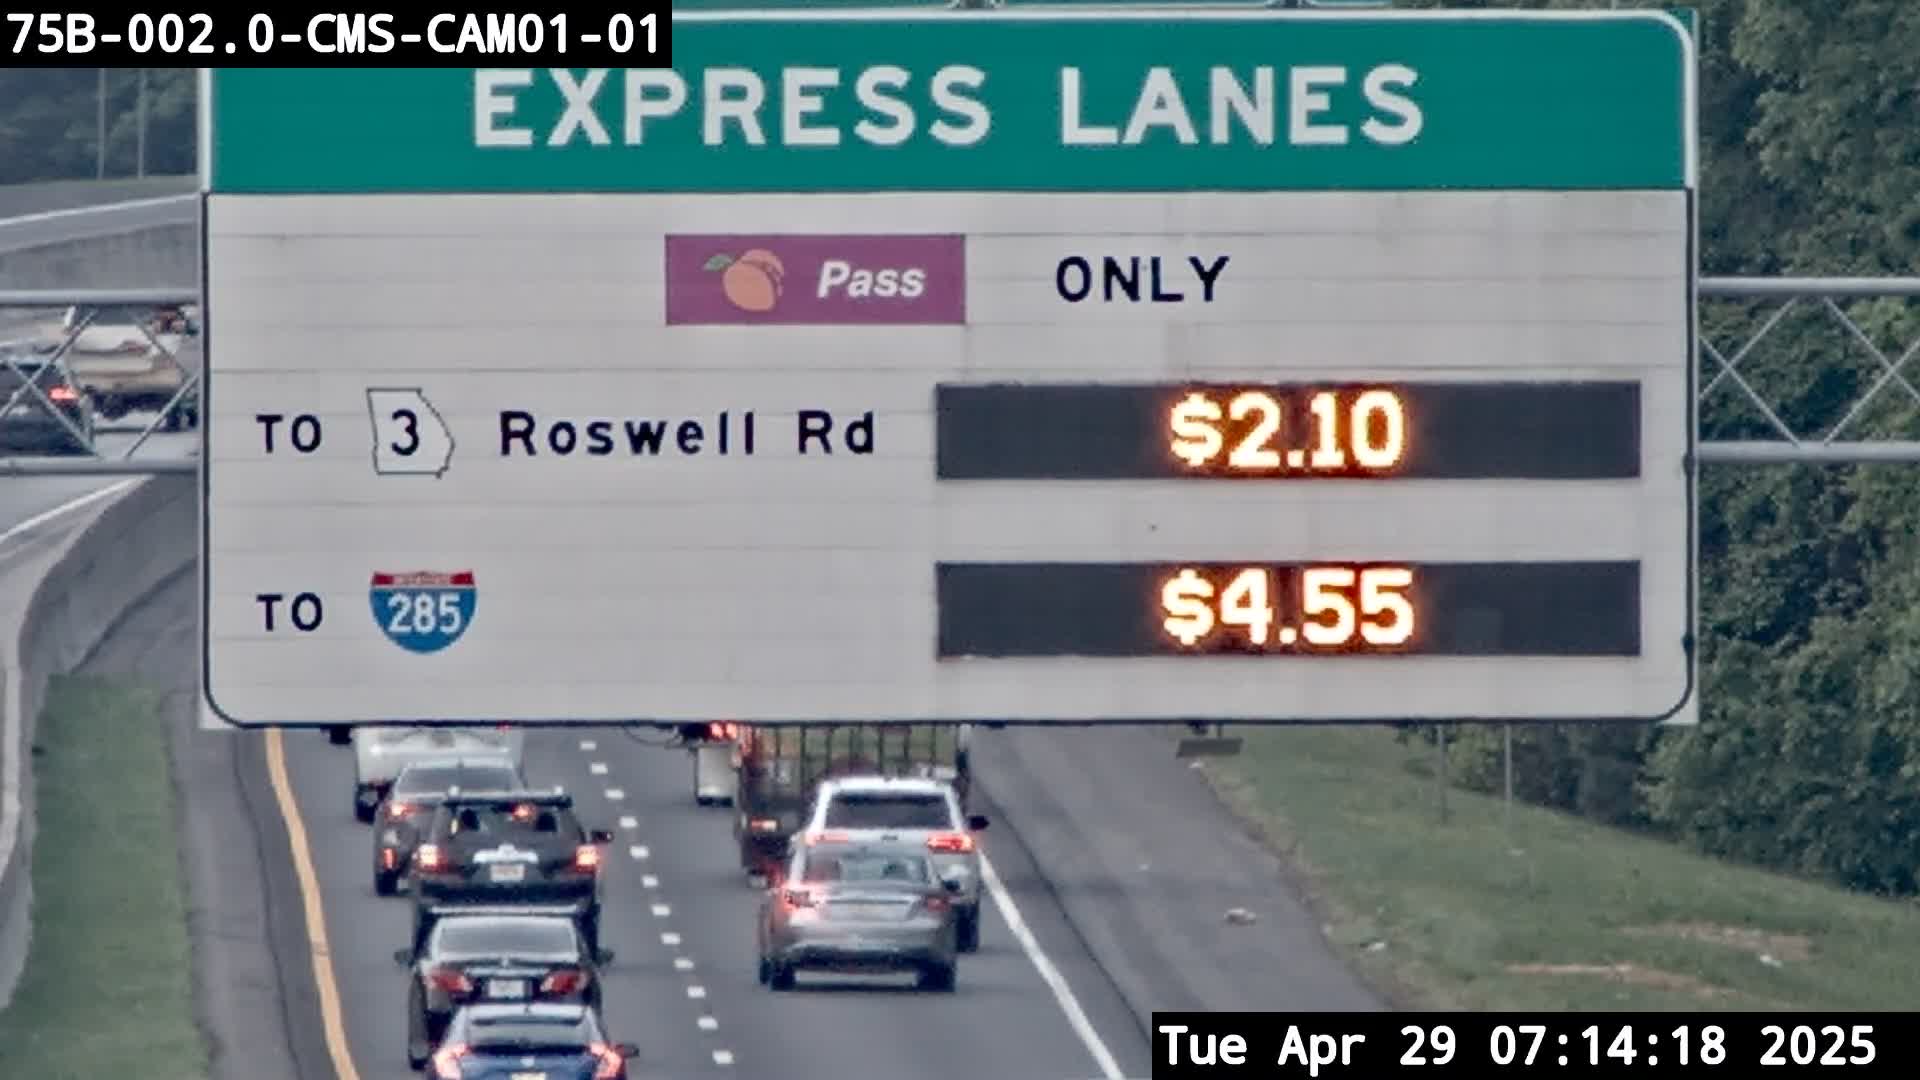 75B-002.0-CMS-CAM01-01
EXPRESS LANES
Pass ONLY
TO 3 Roswell Rd $2.10
TO 285 $4.55
Tue Apr 29 07:14:18 2025